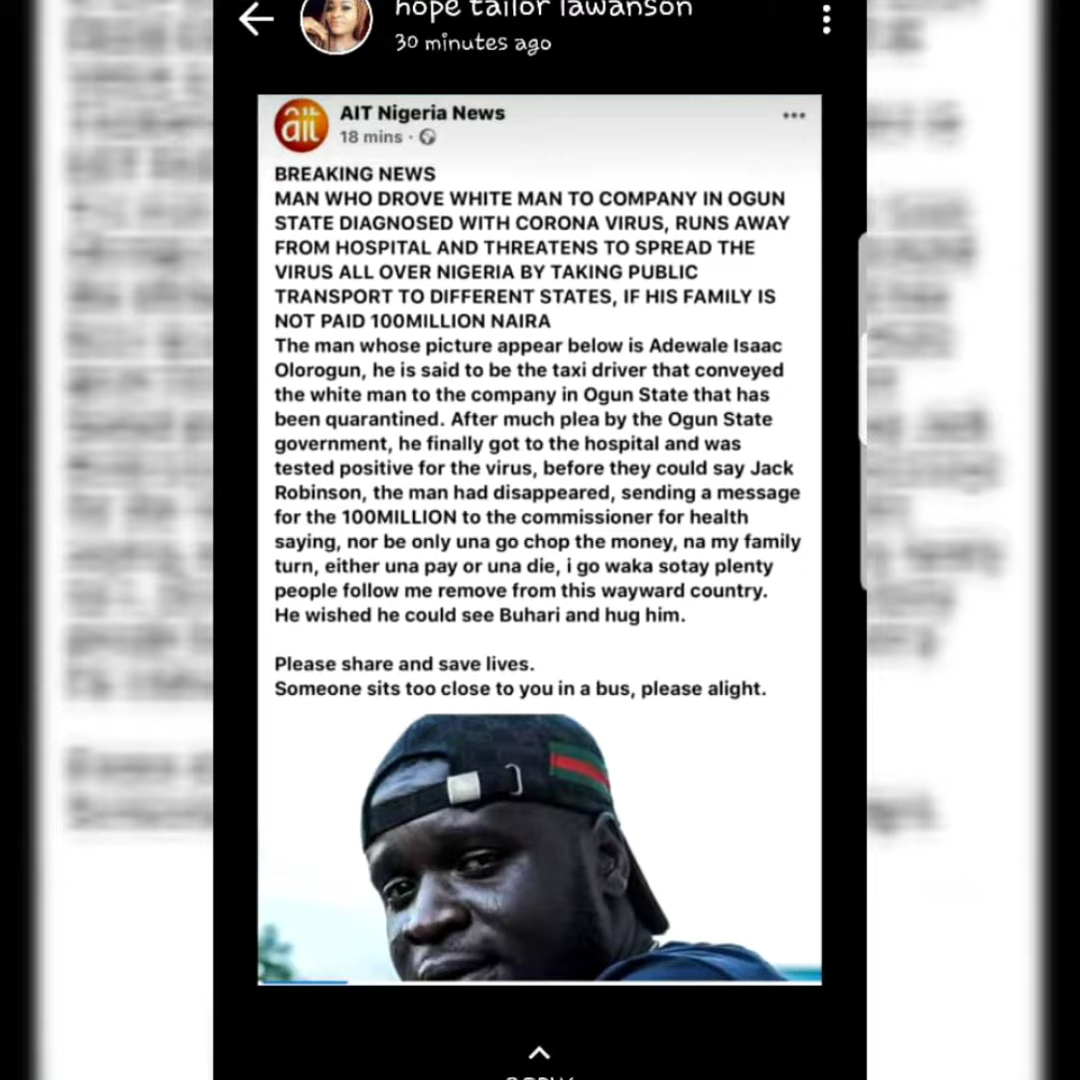 hope tailor lawanson
30 minutes ago
ait
AIT Nigeria News
18 mins ·
BREAKING NEWS
MAN WHO DROVE WHITE MAN TO COMPANY IN OGUN
STATE DIAGNOSED WITH CORONA VIRUS, RUNS AWAY
FROM HOSPITAL AND THREATENS TO SPREAD THE
VIRUS ALL OVER NIGERIA BY TAKING PUBLIC
TRANSPORT TO DIFFERENT STATES, IF HIS FAMILY IS
NOT PAID 100MILLION NAIRA
The man whose picture appear below is Adewale Isaac
Olorogun, he is said to be the taxi driver that conveyed
the white man to the company in Ogun State that has
been quarantined. After much plea by the Ogun State
government, he finally got to the hospital and was
tested positive for the virus, before they could say Jack
Robinson, the man had disappeared, sending a message
for the 100MILLION to the commissioner for health
saying, nor be only una go chop the money, na my family
turn, either una pay or una die, i go waka sotay plenty
people follow me remove from this wayward country.
He wished he could see Buhari and hug him.
Please share and save lives.
Someone sits too close to you in a bus, please alight.